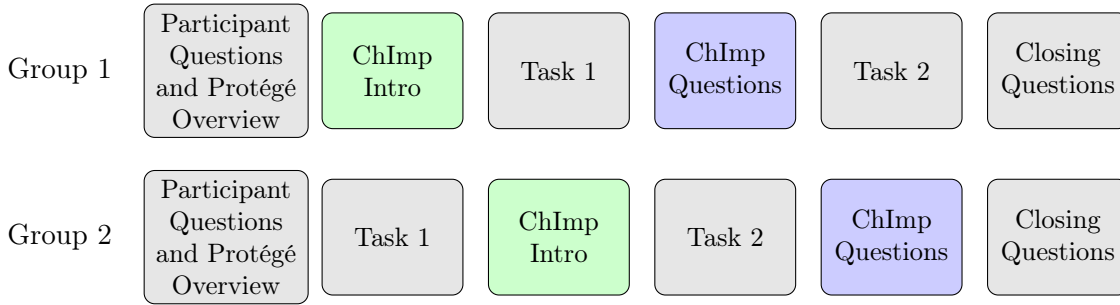 Group 1
Participant
Questions
and Protégé
Overview
ChImp
Intro
Task 1
ChImp
Questions
Task 2
Closing
Questions
Group 2
Participant
Questions
and Protégé
Overview
Task 1
ChImp
Intro
Task 2
ChImp
Questions
Closing
Questions